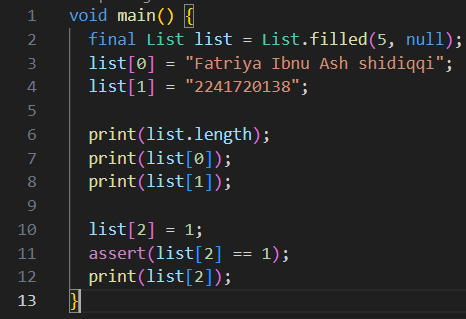 1 void main() {
2 final List list = List.filled(5, null);
3 list[0] = "Fatriya Ibnu Ash shidiqqi";
4 list[1] = "2241720138";
5
6 print(list.length);
7 print(list[0]);
8 print(list[1]);
9
10 list[2] = 1;
11 assert(list[2] == 1);
12 print(list[2]);
13 }